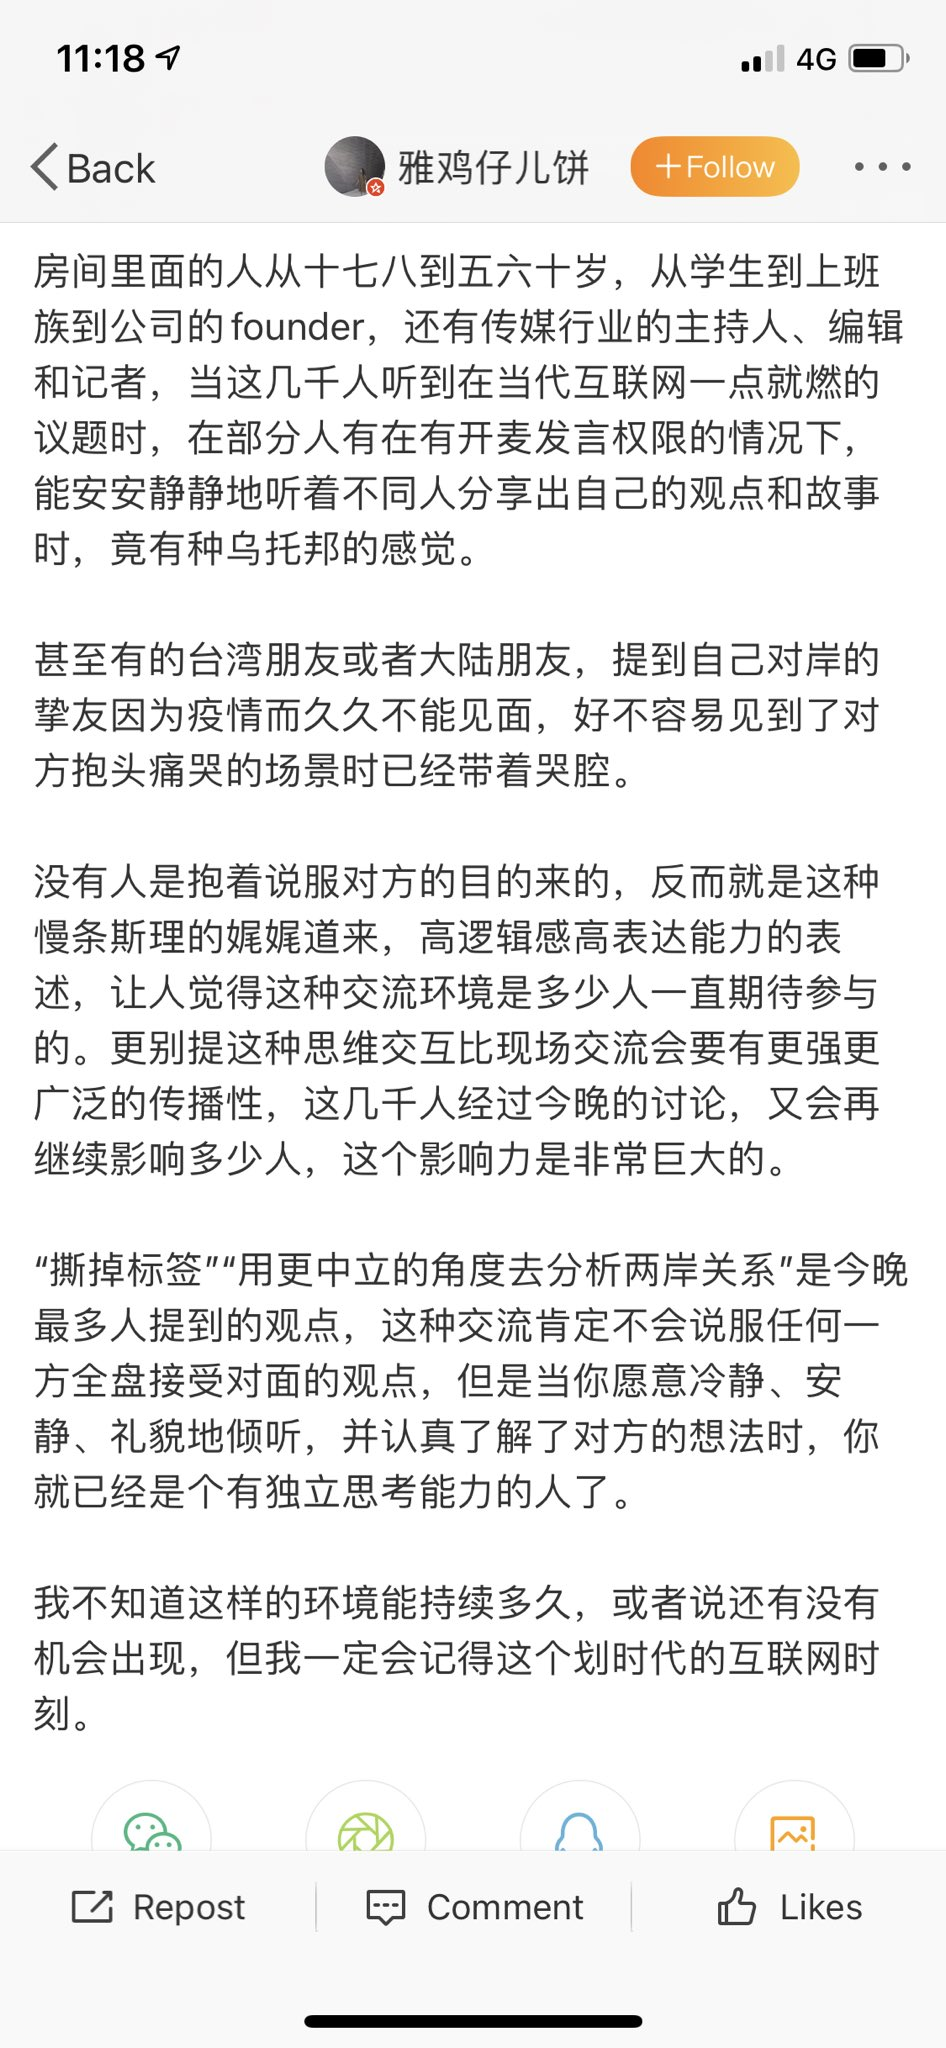 11:18
4G
Back
雅鸡仔儿饼
+Follow
房间里面的人从十七八到五六十岁，从学生到上班
族到公司的founder，还有传媒行业的主持人、编辑
和记者，当这几千人听到在当代互联网一点就燃的
议题时，在部分人有在有开麦发言权限的情况下，
能安安静静地听着不同人分享出自己的观点和故事
时，竟有种乌托邦的感觉。
甚至有的台湾朋友或者大陆朋友，提到自己对岸的
挚友因为疫情而久久不能见面，好不容易见到了对
方抱头痛哭的场景时已经带着哭腔。
没有人是抱着说服对方的目的来的，反而就是这种
慢条斯理的娓娓道来，高逻辑感高表达能力的表
述，让人觉得这种交流环境是多少人一直期待参与
的。更别提这种思维交互比现场交流会要有更强更
广泛的传播性，这几千人经过今晚的讨论，又会再
继续影响多少人，这个影响力是非常巨大的。
“撕掉标签”“用更中立的角度去分析两岸关系”是今晚
最多人提到的观点，这种交流肯定不会说服任何一
方全盘接受对面的观点，但是当你愿意冷静、安
静、礼貌地倾听，并认真了解了对方的想法时，你
就已经是个有独立思考能力的人了。
我不知道这样的环境能持续多久，或者说还有没有
机会出现，但我一定会记得这个划时代的互联网时
刻。
Repost
Comment
Likes